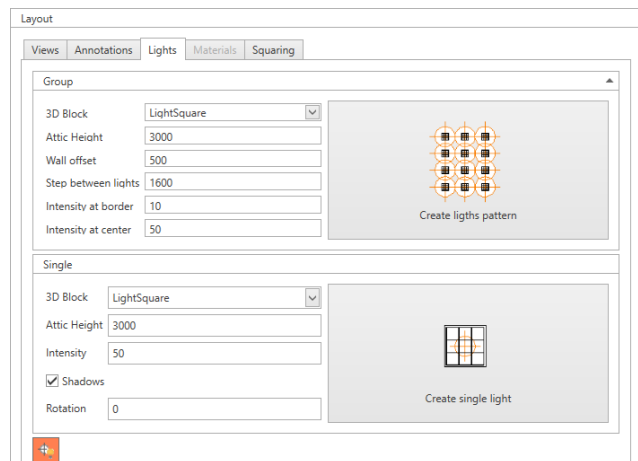 Layout
Views Annotations Lights Materials Squaring
Group
3D Block LightSquare
Attic Height 3000
Wall offset 500
Step between lights 1600
Intensity at border 10
Intensity at center 50
Create ligths pattern
Single
3D Block LightSquare
Attic Height 3000
Intensity 50
Shadows
Rotation 0
Create single light